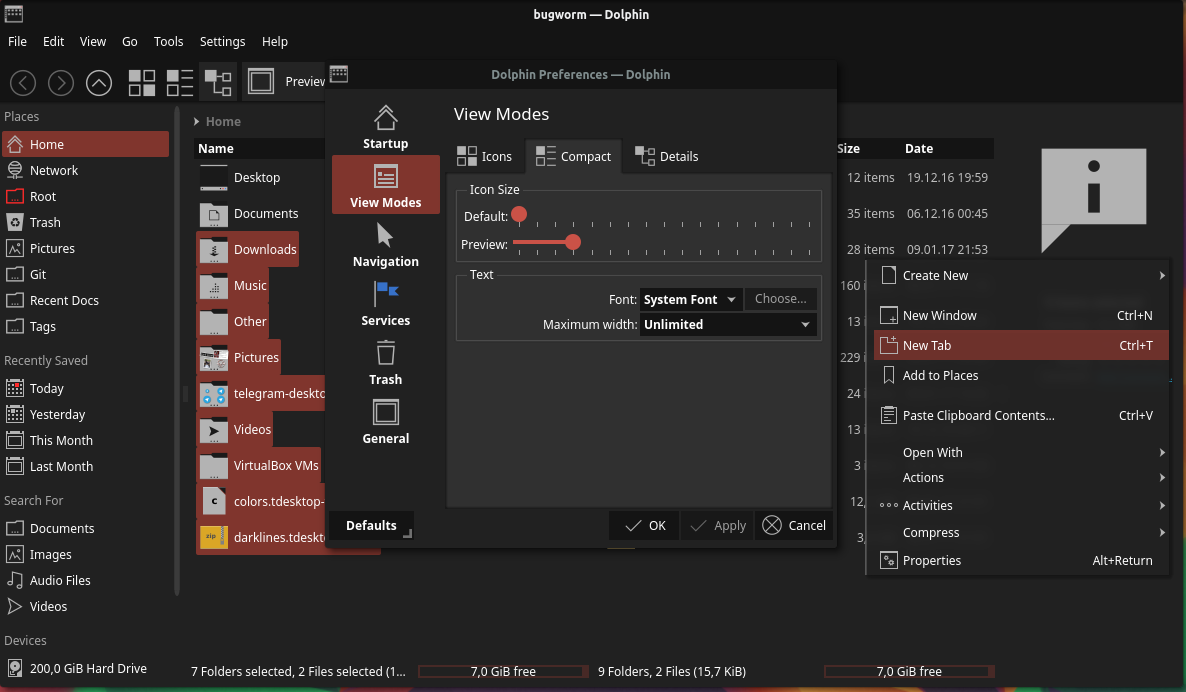 bugworm — Dolphin
File Edit View Go Tools Settings Help
Preview
Dolphin Preferences — Dolphin
Places
Home
Network
Root
Trash
Pictures
Git
Recent Docs
Tags
Recently Saved
Today
Yesterday
This Month
Last Month
Search For
Documents
Images
Audio Files
Videos
Devices
200,0 GiB Hard Drive
Home
Name
Desktop
Documents
Downloads
Music
Other
Pictures
telegram-deskto
Videos
VirtualBox VMs
c
colors.tdesktop-
zip
darklines.tdeskt
Startup
View Modes
Navigation
Services
Trash
General
View Modes
Icons Compact Details
Icon Size
Default:
Preview:
Text
Font: System Font Choose...
Maximum width: Unlimited
Defaults OK Apply Cancel
Size Date
12 items 19.12.16 19:59
35 items 06.12.16 00:45
28 items 09.01.17 21:53
160
13
229
24
13
3
12,
3,
Create New
New Window Ctrl+N
New Tab Ctrl+T
Add to Places
Paste Clipboard Contents... Ctrl+V
Open With
Actions
Activities
Compress
Properties Alt+Return
7 Folders selected, 2 Files selected (1... 7,0 GiB free 9 Folders, 2 Files (15,7 KiB) 7,0 GiB free